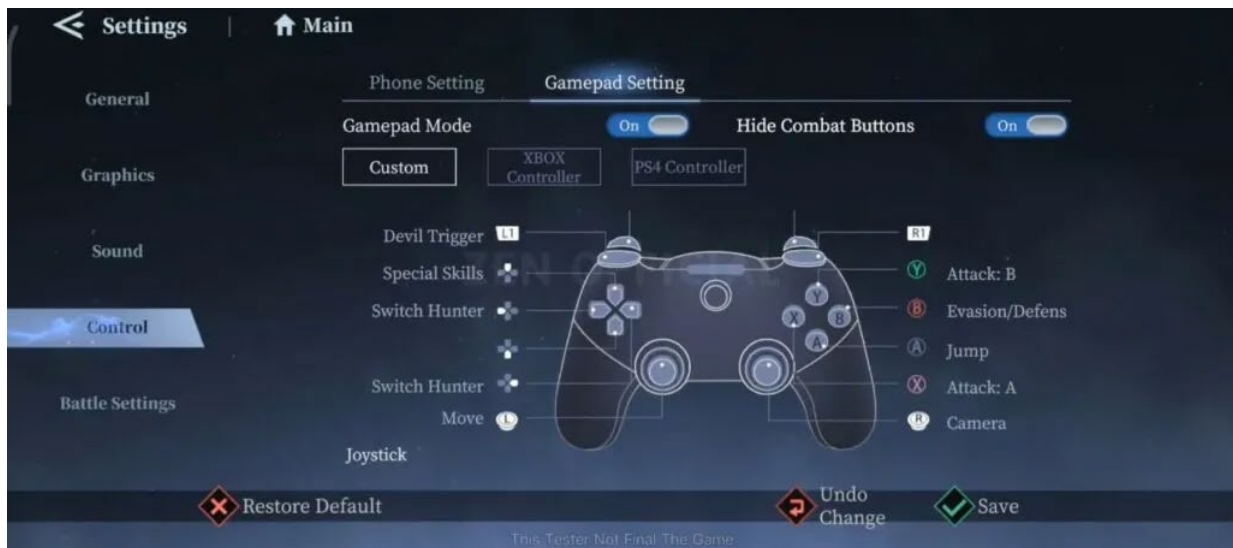 Settings | Main
Phone Setting Gamepad Setting
General
Gamepad Mode On Hide Combat Buttons On
Custom XBOX Controller PS4 Controller
Graphics
Devil Trigger L1 R1
Sound
Special Skills Y Attack: B
Switch Hunter B Evasion/Defens
Y
X B
A
Control
A Jump
Switch Hunter X Attack: A
Battle Settings
Move L R Camera
Joystick
Restore Default Undo Change Save
This Tester Not Final The Game